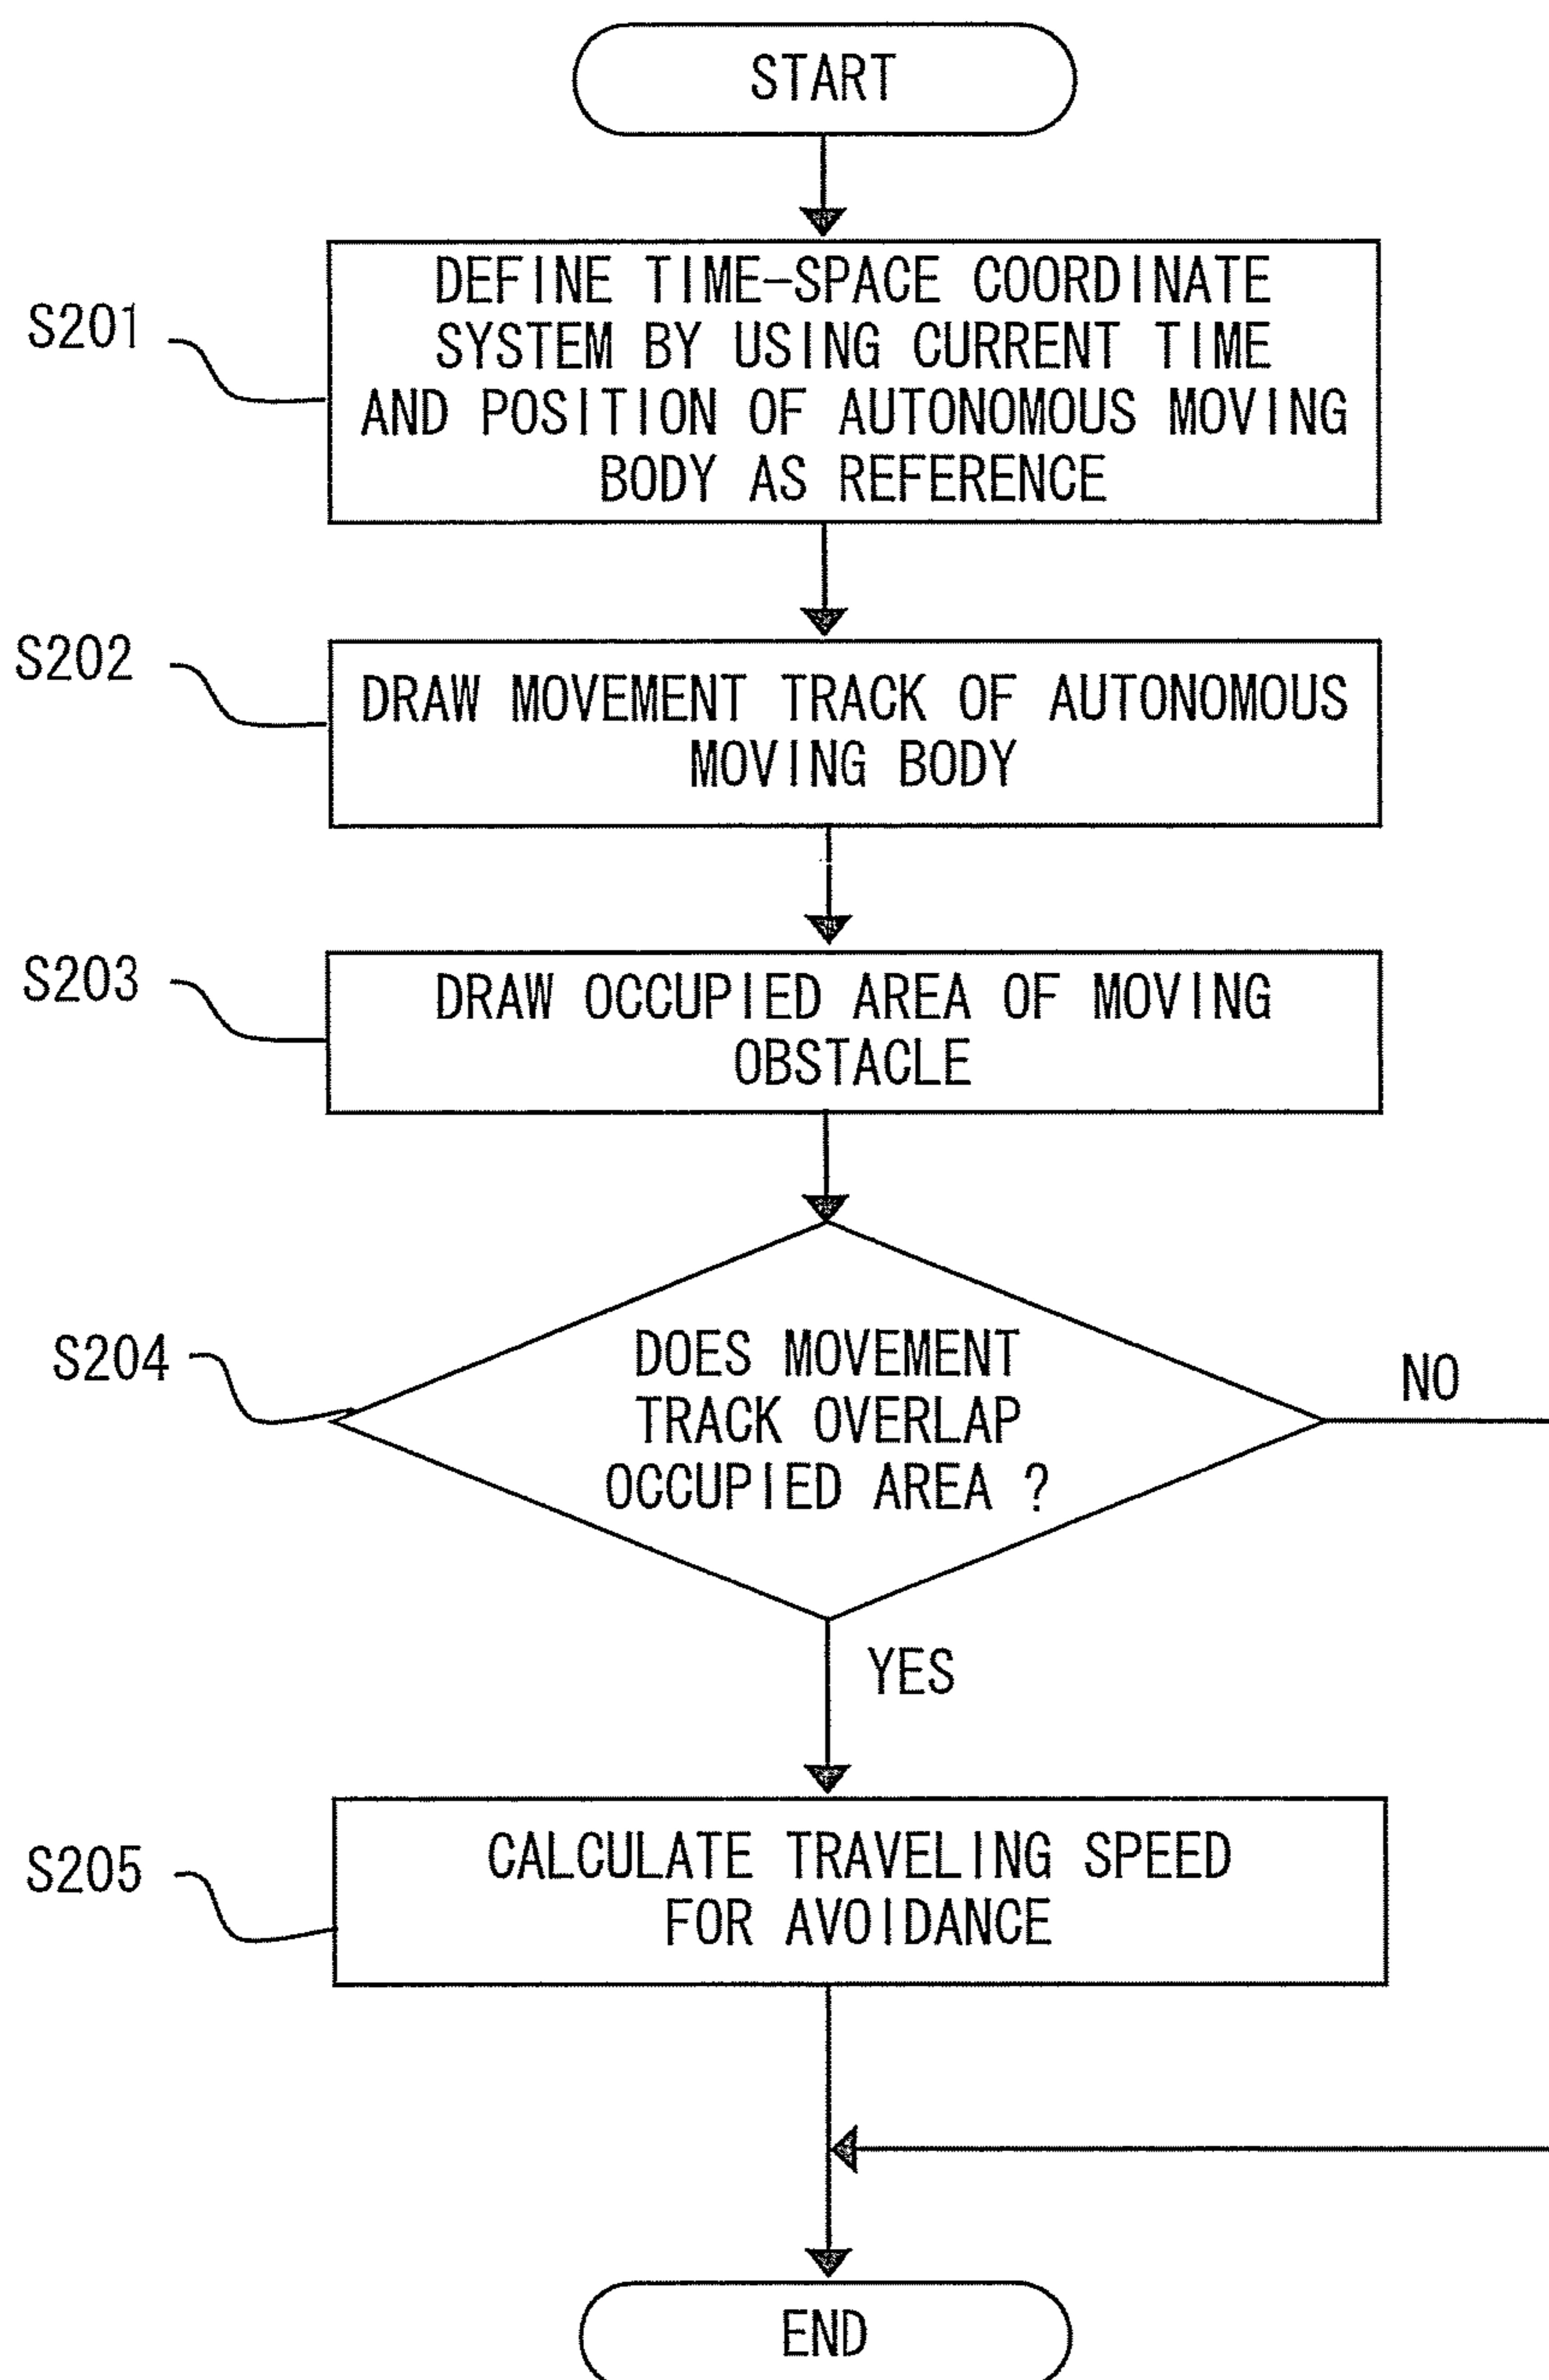 START
S201
DEFINE TIME-SPACE COORDINATE
SYSTEM BY USING CURRENT TIME
AND POSITION OF AUTONOMOUS MOVING
BODY AS REFERENCE
S202
DRAW MOVEMENT TRACK OF AUTONOMOUS
MOVING BODY
S203
DRAW OCCUPIED AREA OF MOVING
OBSTACLE
S204
DOES MOVEMENT
TRACK OVERLAP
OCCUPIED AREA ?
NO
YES
S205
CALCULATE TRAVELING SPEED
FOR AVOIDANCE
END